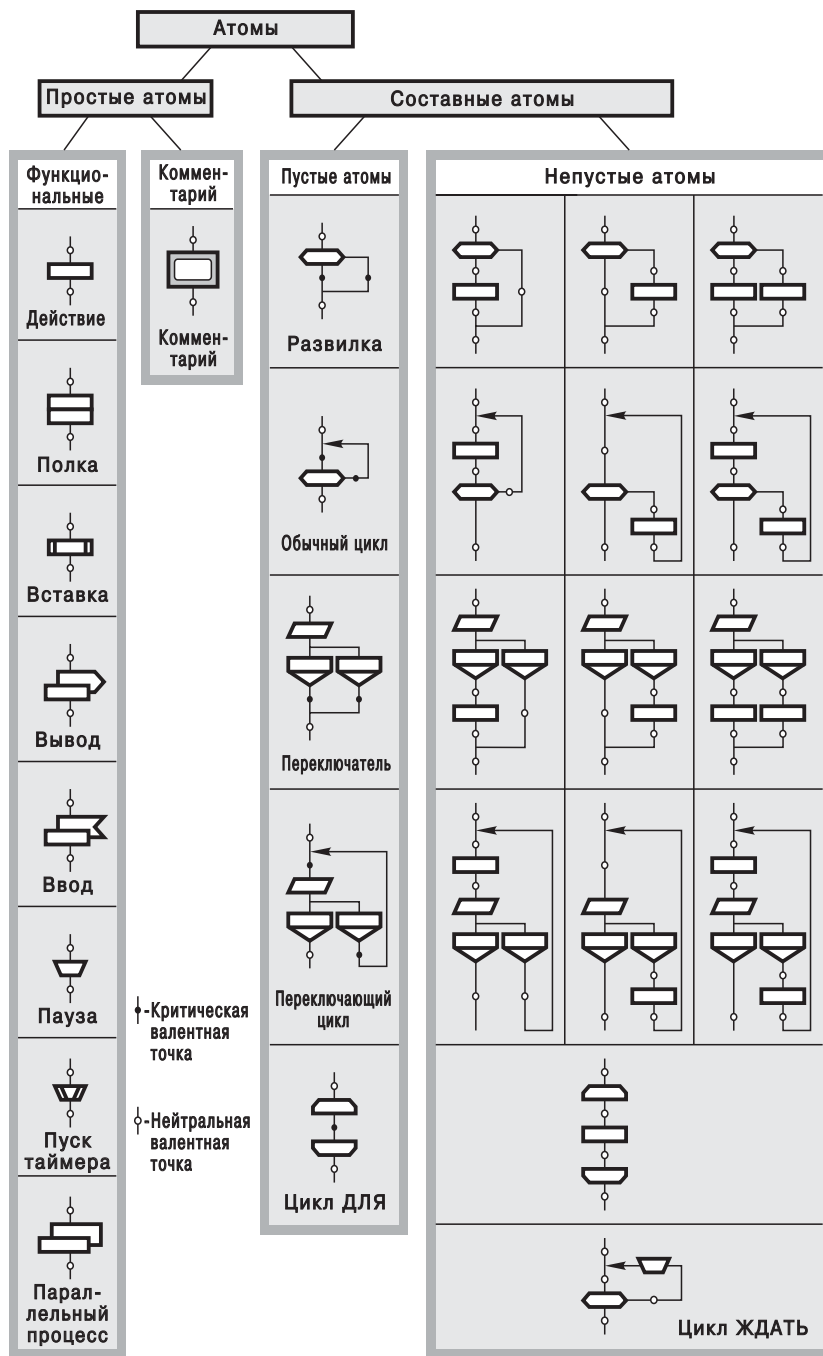 Атомы
Простые атомы
Составные атомы
Функцио-
нальные
Действие
Полка
Вставка
Вывод
Ввод
Пауза
Пуск
таймера
Парал-
лельный
процесс
Коммен-
тарий
Коммен-
тарий
-Критическая
валентная
точка
-Нейтральная
валентная
точка
Пустые атомы
Развилка
Обычный цикл
Переключатель
Переключающий
цикл
Цикл ДЛЯ
Непустые атомы
Цикл ЖДАТЬ